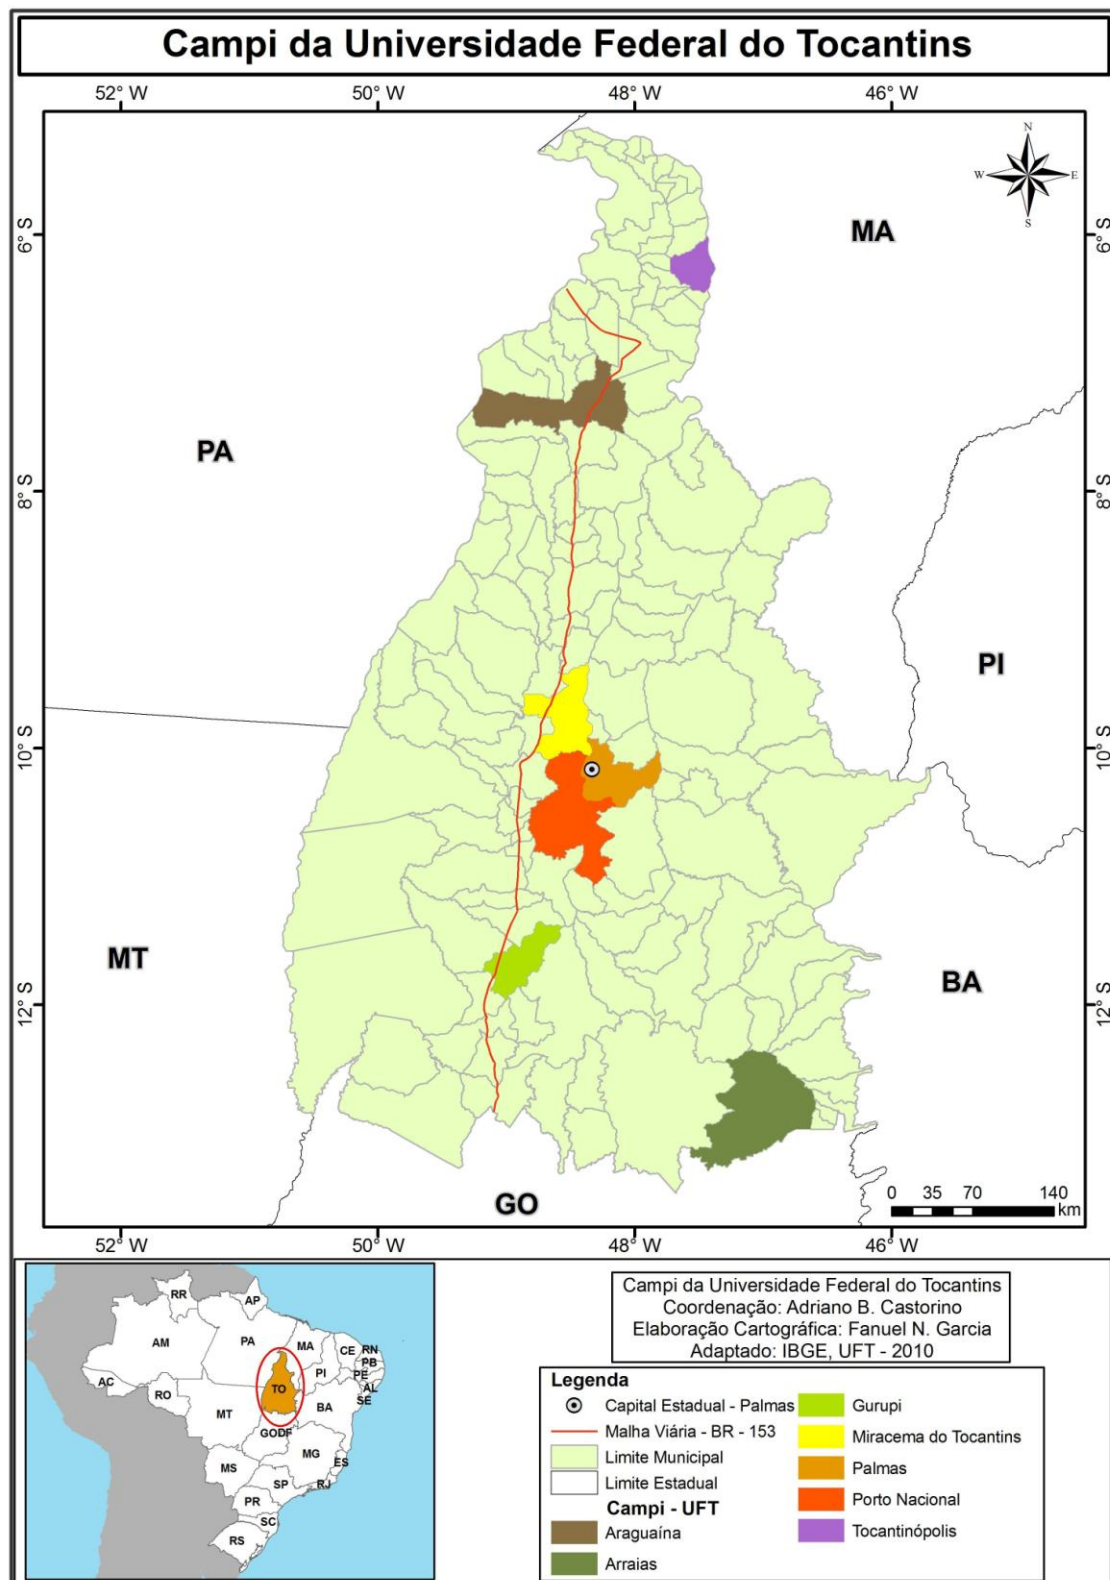 Campi da Universidade Federal do Tocantins
52° W
50° W
48° W
46° W
N
W
E
S
6°S
6°S
MA
PA
8°S
8°S
PI
10°S
10°S
MT
BA
12°S
12°S
GO
0 35 70 140
km
52° W
50° W
48° W
46° W
RR
AP
AM
PA
MA
CE
RN
PB
PE
AL
SE
PI
AC
RO
TO
MT
BA
GO
DF
MG
ES
MS
SP
RJ
PR
SC
RS
Campi da Universidade Federal do Tocantins
Coordenação: Adriano B. Castorino
Elaboração Cartográfica: Fanuel N. Garcia
Adaptado: IBGE, UFT - 2010
Legenda
Capital Estadual - Palmas
Malha Viária - BR - 153
Limite Municipal
Limite Estadual
Campi - UFT
Araguaína
Arraias
Gurupi
Miracema do Tocantins
Palmas
Porto Nacional
Tocantinópolis